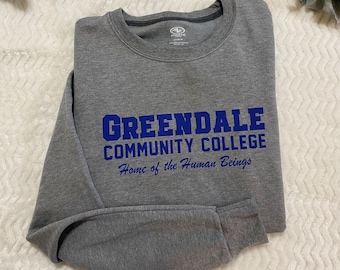 GREENDALE
COMMUNITY COLLEGE
Home of the Human Beings